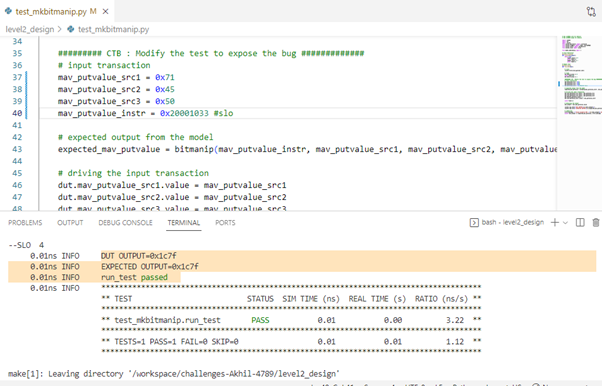 test_mkbitmanip.py M
level2_design > test_mkbitmanip.py
34
35 ######### CTB : Modify the test to expose the bug #############
36 # input transaction
37 mav_putvalue_src1 = 0x71
38 mav_putvalue_src2 = 0x45
39 mav_putvalue_src3 = 0x50
40 mav_putvalue_instr = 0x20001033 #slo
41
42 # expected output from the model
43 expected_mav_putvalue = bitmanip(mav_putvalue_instr, mav_putvalue_src1, mav_putvalue_src2, mav_putvalue
44
45 # driving the input transaction
46 dut.mav_putvalue_src1.value = mav_putvalue_src1
47 dut.mav_putvalue_src2.value = mav_putvalue_src2
48 dut.mav_putvalue_src3.value = mav_putvalue_src3
PROBLEMS OUTPUT DEBUG CONSOLE TERMINAL PORTS bash - level2_design
--SLO 4
0.01ns INFO DUT OUTPUT=0x1c7f
0.01ns INFO EXPECTED OUTPUT=0x1c7f
0.01ns INFO run_test passed
0.01ns INFO **************************************************************************************
** TEST STATUS SIM TIME (ns) REAL TIME (s) RATIO (ns/s) **
**************************************************************************************
** test_mkbitmanip.run_test PASS 0.01 0.00 3.22 **
**************************************************************************************
** TESTS=1 PASS=1 FAIL=0 SKIP=0 0.01 0.01 1.12 **
**************************************************************************************
make[1]: Leaving directory '/workspace/challenges-Akhil-4789/level2_design'